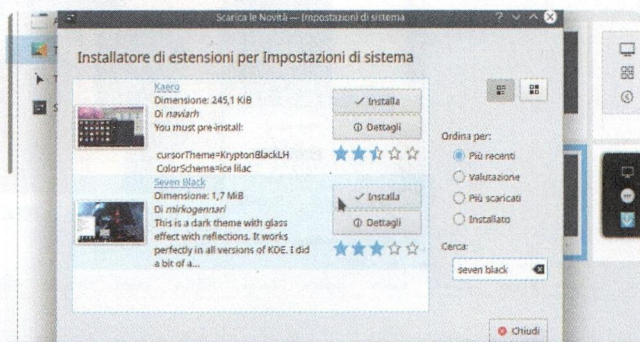 Scarica le Novità — Impostazioni di sistema
Installatore di estensioni per Impostazioni di sistema
Kaero
Dimensione: 245,1 KiB
Di naviarh
You must pre-install:
cursorTheme=KryptonBlackLH
ColorScheme=ice lilac
Installa
Dettagli
Seven Black
Dimensione: 1,7 MiB
Di mirkogennari
This is a dark theme with glass
effect with reflections. It works
perfectly in all versions of KDE. I did
a bit of a...
Installa
Dettagli
Ordina per:
Più recenti
Valutazione
Più scaricati
Installato
Cerca:
seven black
Chiudi